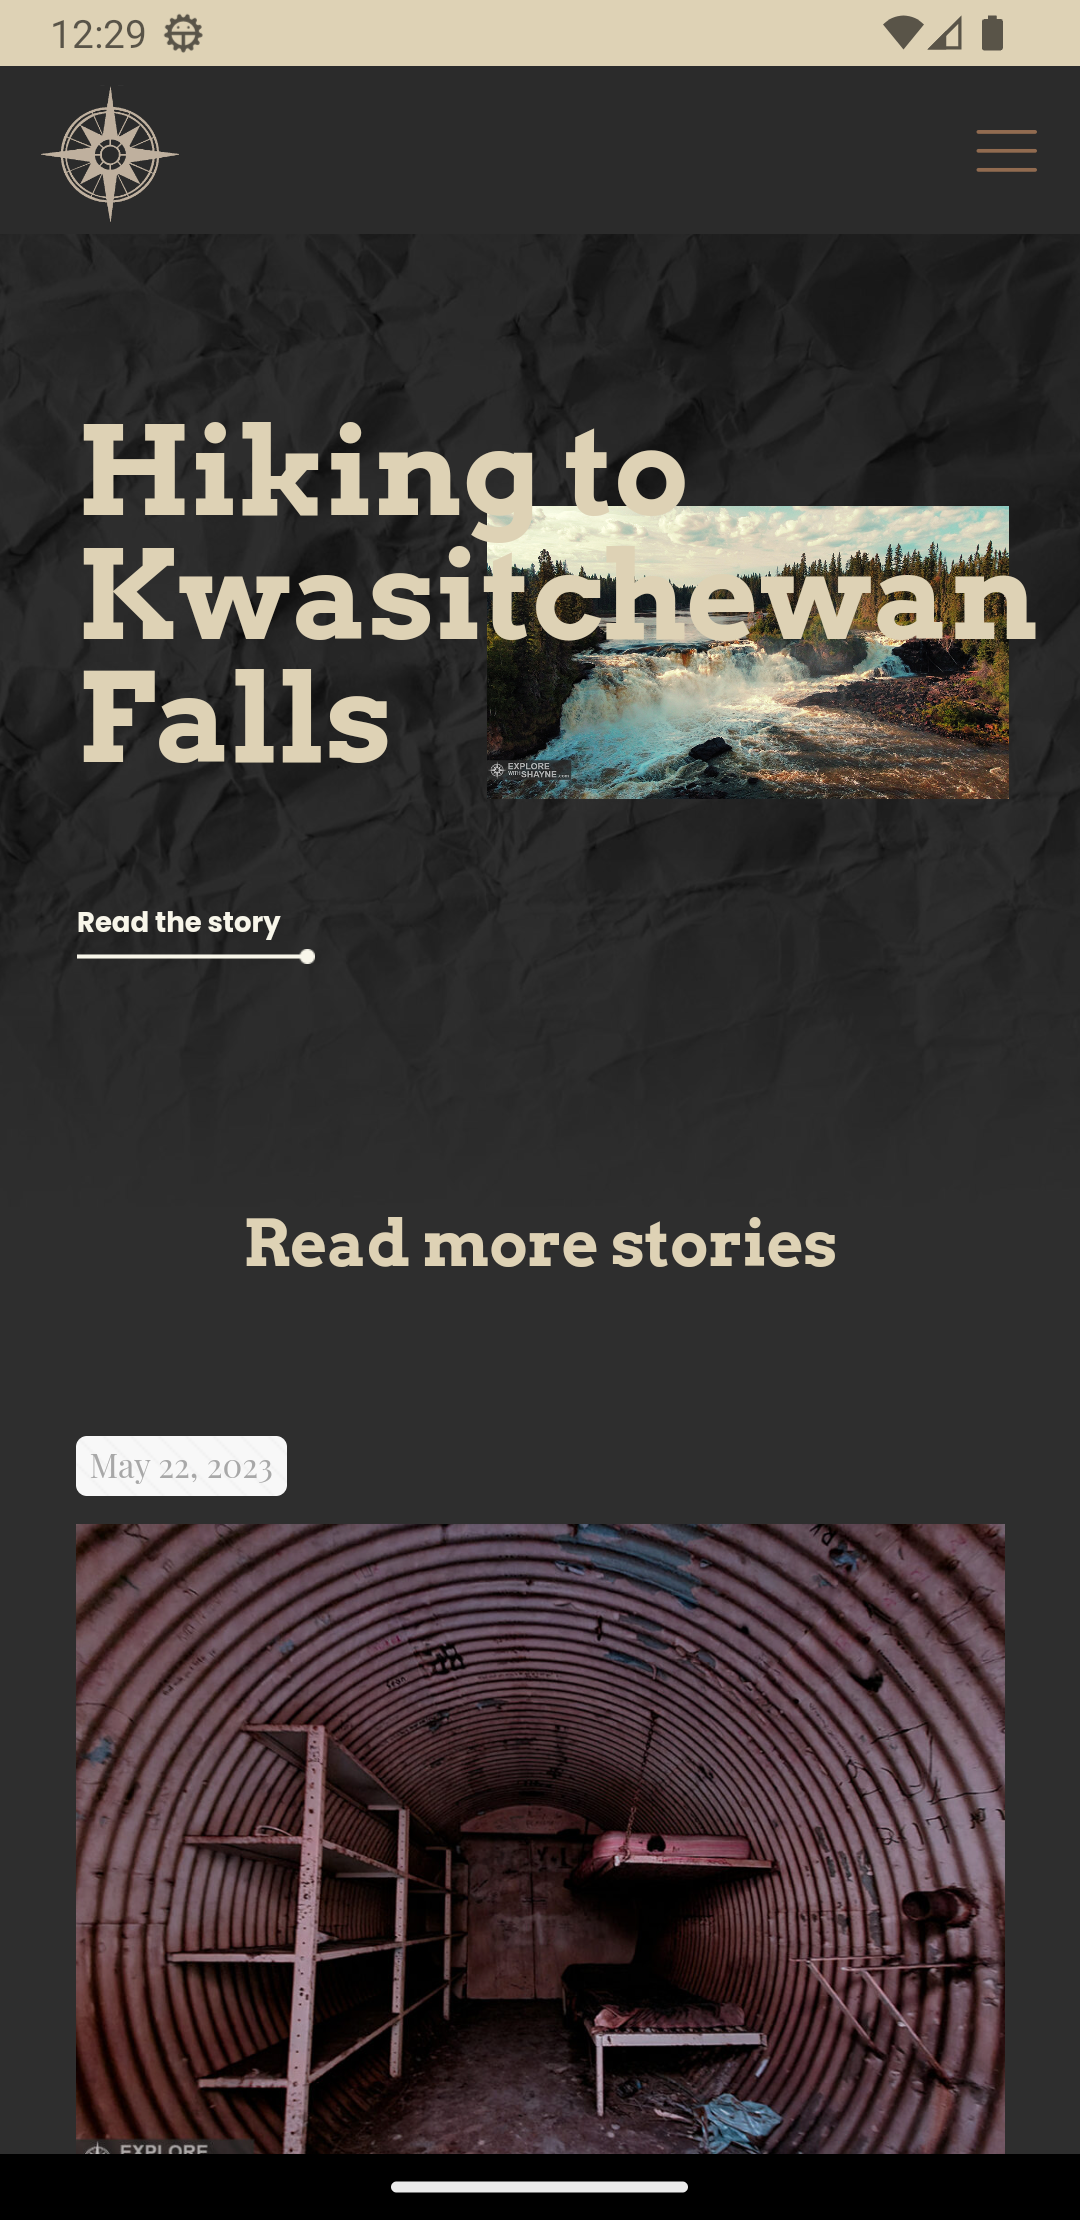 12:29
Hiking to
Kwasitchewan
Falls
EXPLORE
WITH SHAYNE.com
Read the story
Read more stories
May 22, 2023
EXPLORE